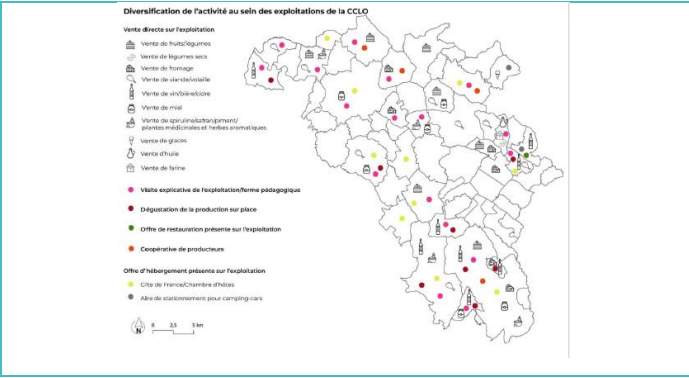 Diversification de l'activité au sein des exploitations de la CCLO
Vente directe sur l'exploitation
Vente de fruits/légumes
Vente de légumes secs
Vente de fromage
Vente de viande/volaille
Vente de vin/bière/cidre
Vente de miel
Vente de spiruline/safran/piment/
plantes médicinales et herbes aromatiques
Vente de glaces
Vente d'huile
Vente de farine
Visite explicative de l'exploitation/ferme pédagogique
Dégustation de la production sur place
Offre de restauration présente sur l'exploitation
Coopérative de producteurs
Offre d'hébergement présente sur l'exploitation
Gîte de France/Chambre d'hôtes
Aire de stationnement pour camping-cars
N
0 2,5 5 km